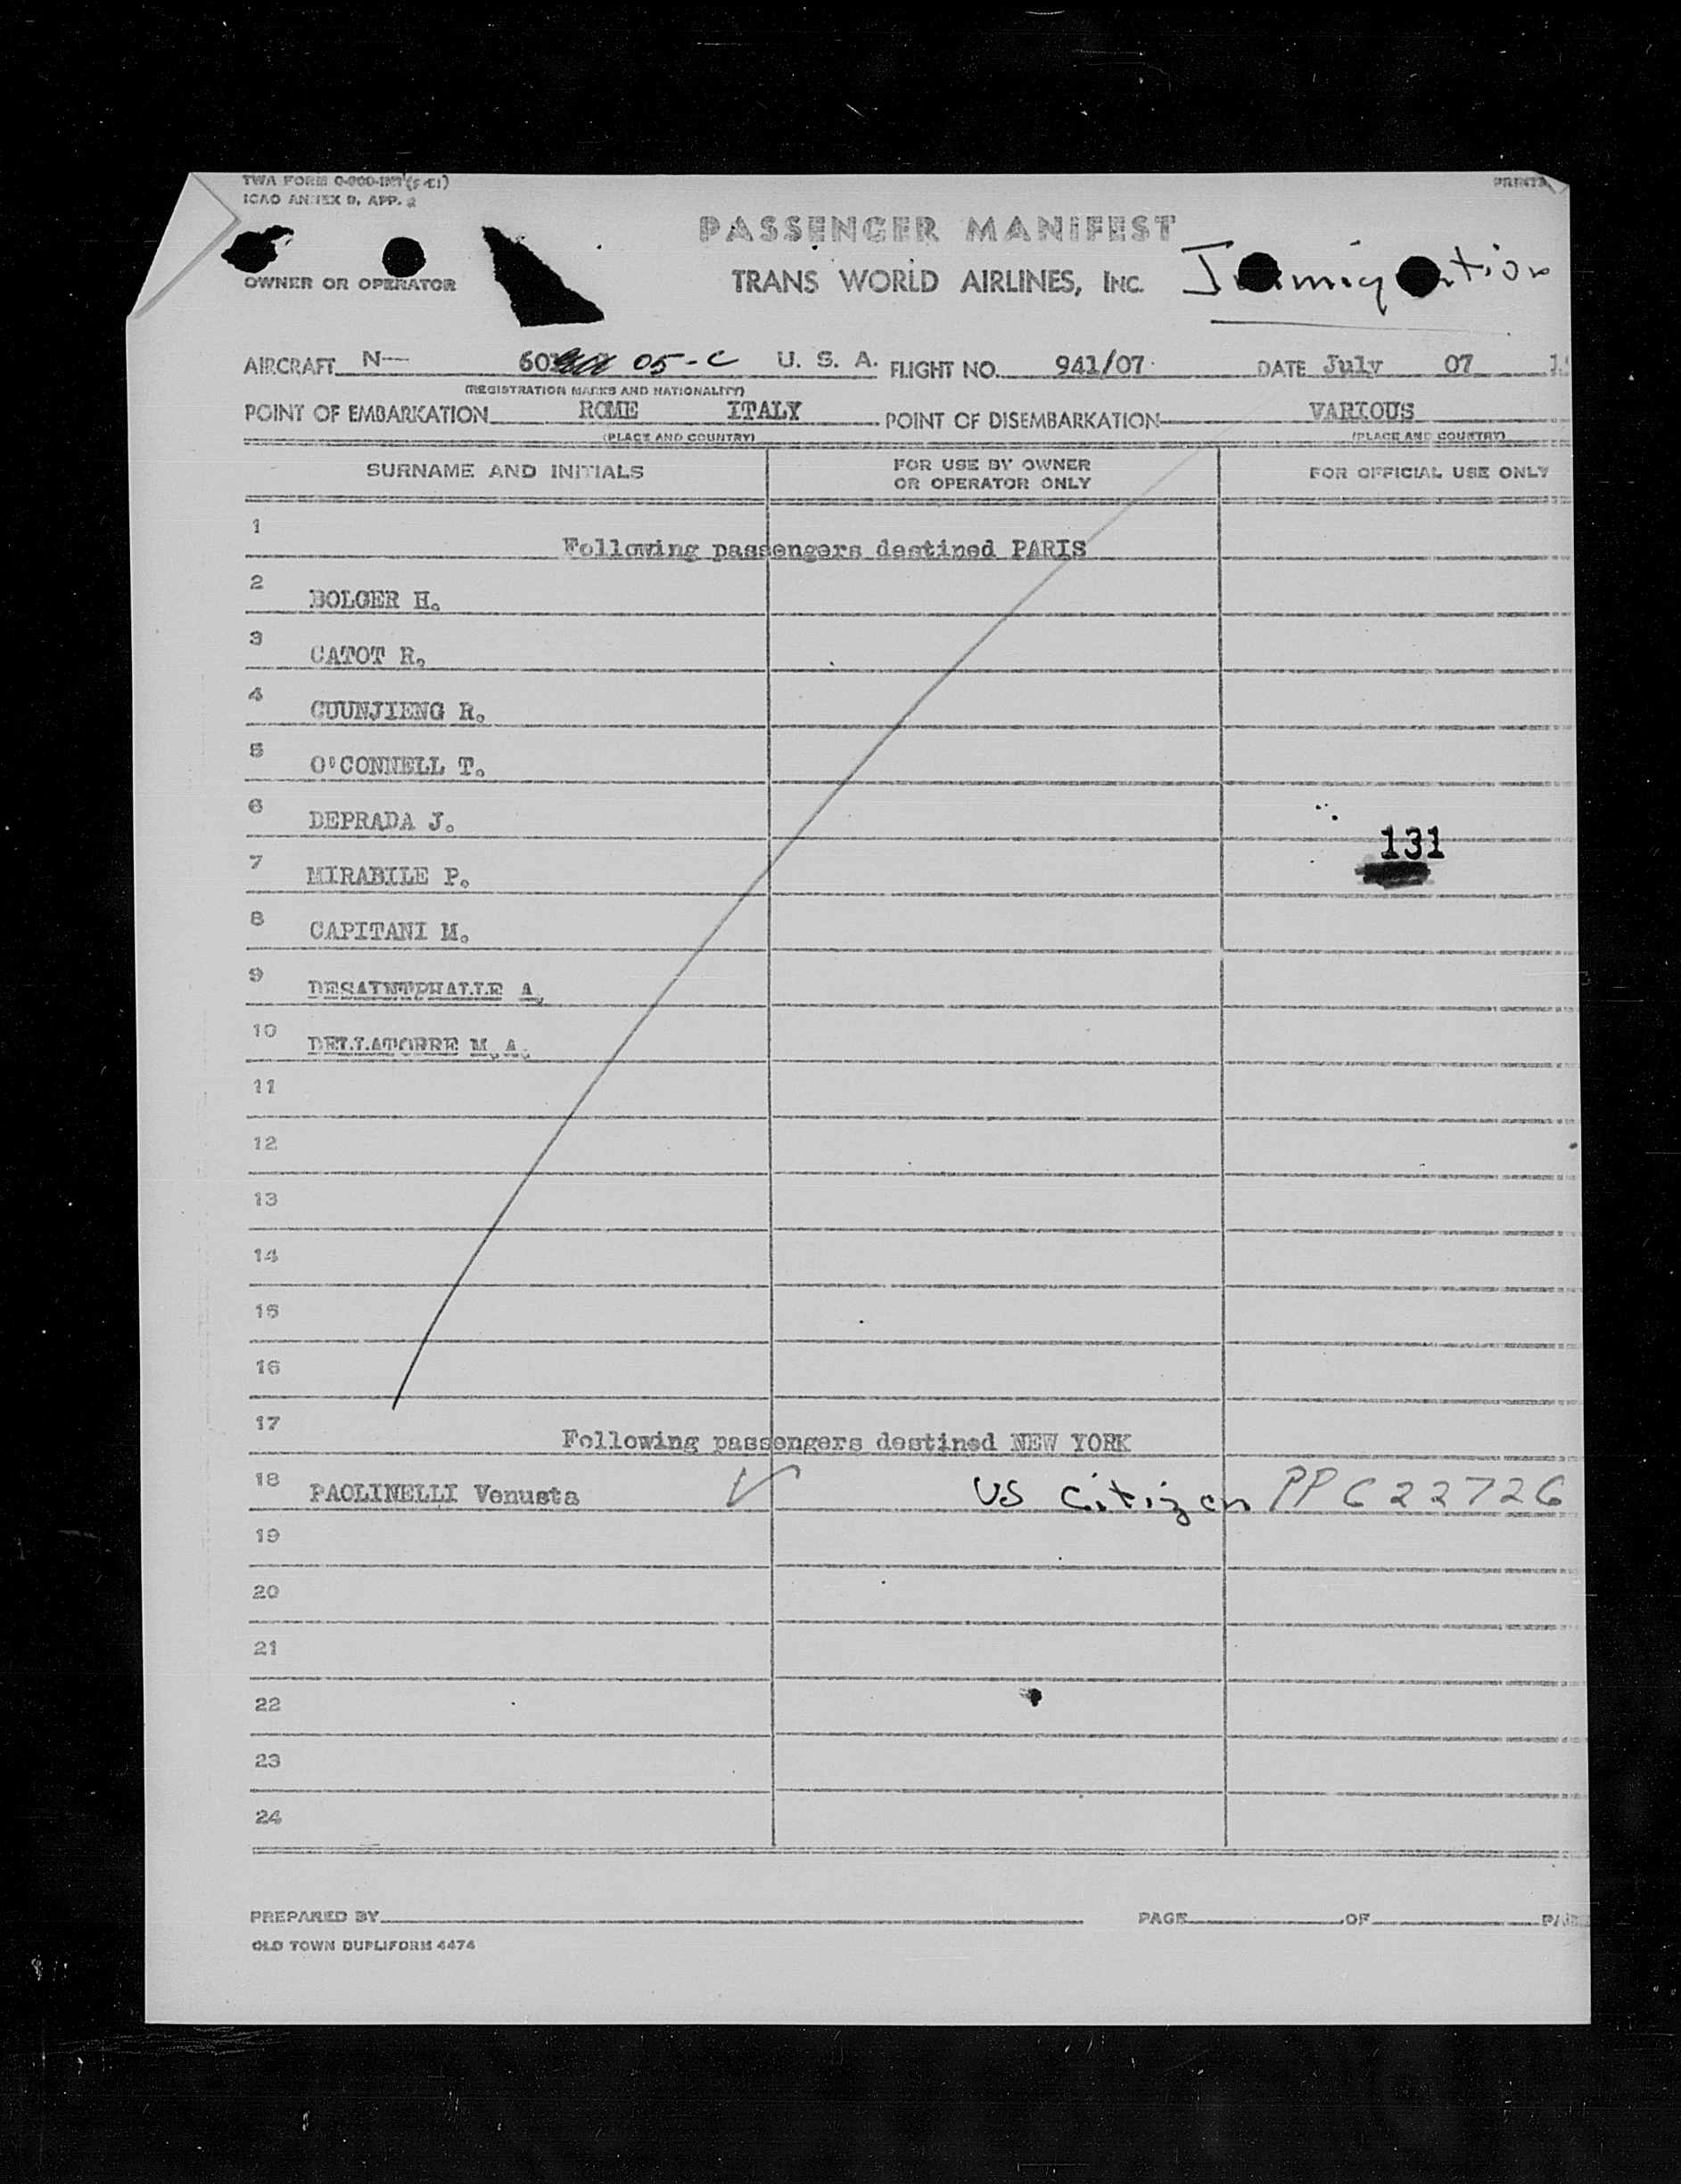 TWA FORM
ICAO ANNEX 9, APP. 2
PASSENGER MANIFEST
OWNER OR OPERATOR
TRANS WORLD AIRLINES, INC.
AIRCRAFT N— 05-C U. S. A. FLIGHT NO. 941/07 DATE July 07
(REGISTRATION MARKS AND NATIONALITY)
POINT OF EMBARKATION ROME ITALY POINT OF DISEMBARKATION VARIOUS
(PLACE AND COUNTRY) (PLACE AND COUNTRY)
SURNAME AND INITIALS FOR USE BY OWNER OR OPERATOR ONLY FOR OFFICIAL USE ONLY
1 Following passengers destined PARIS
2 BOLGER H.
3 CATOT R.
4 CUUNJIENG R.
5 O'CONNELL T.
6 DEPRADA J.
131
7 MIRABILE P.
8 CAPITANI M.
9 DESAINTPHALLE A.
10 DELLATORRE M.A.
11
12
13
14
15
16
17 Following passengers destined NEW YORK
18 PAOLINELLI Venusta US Citizen PP 622726
19
20
21
22
23
24
PREPARED BY PAGE OF
OLD TOWN DUPLIFORM 4474